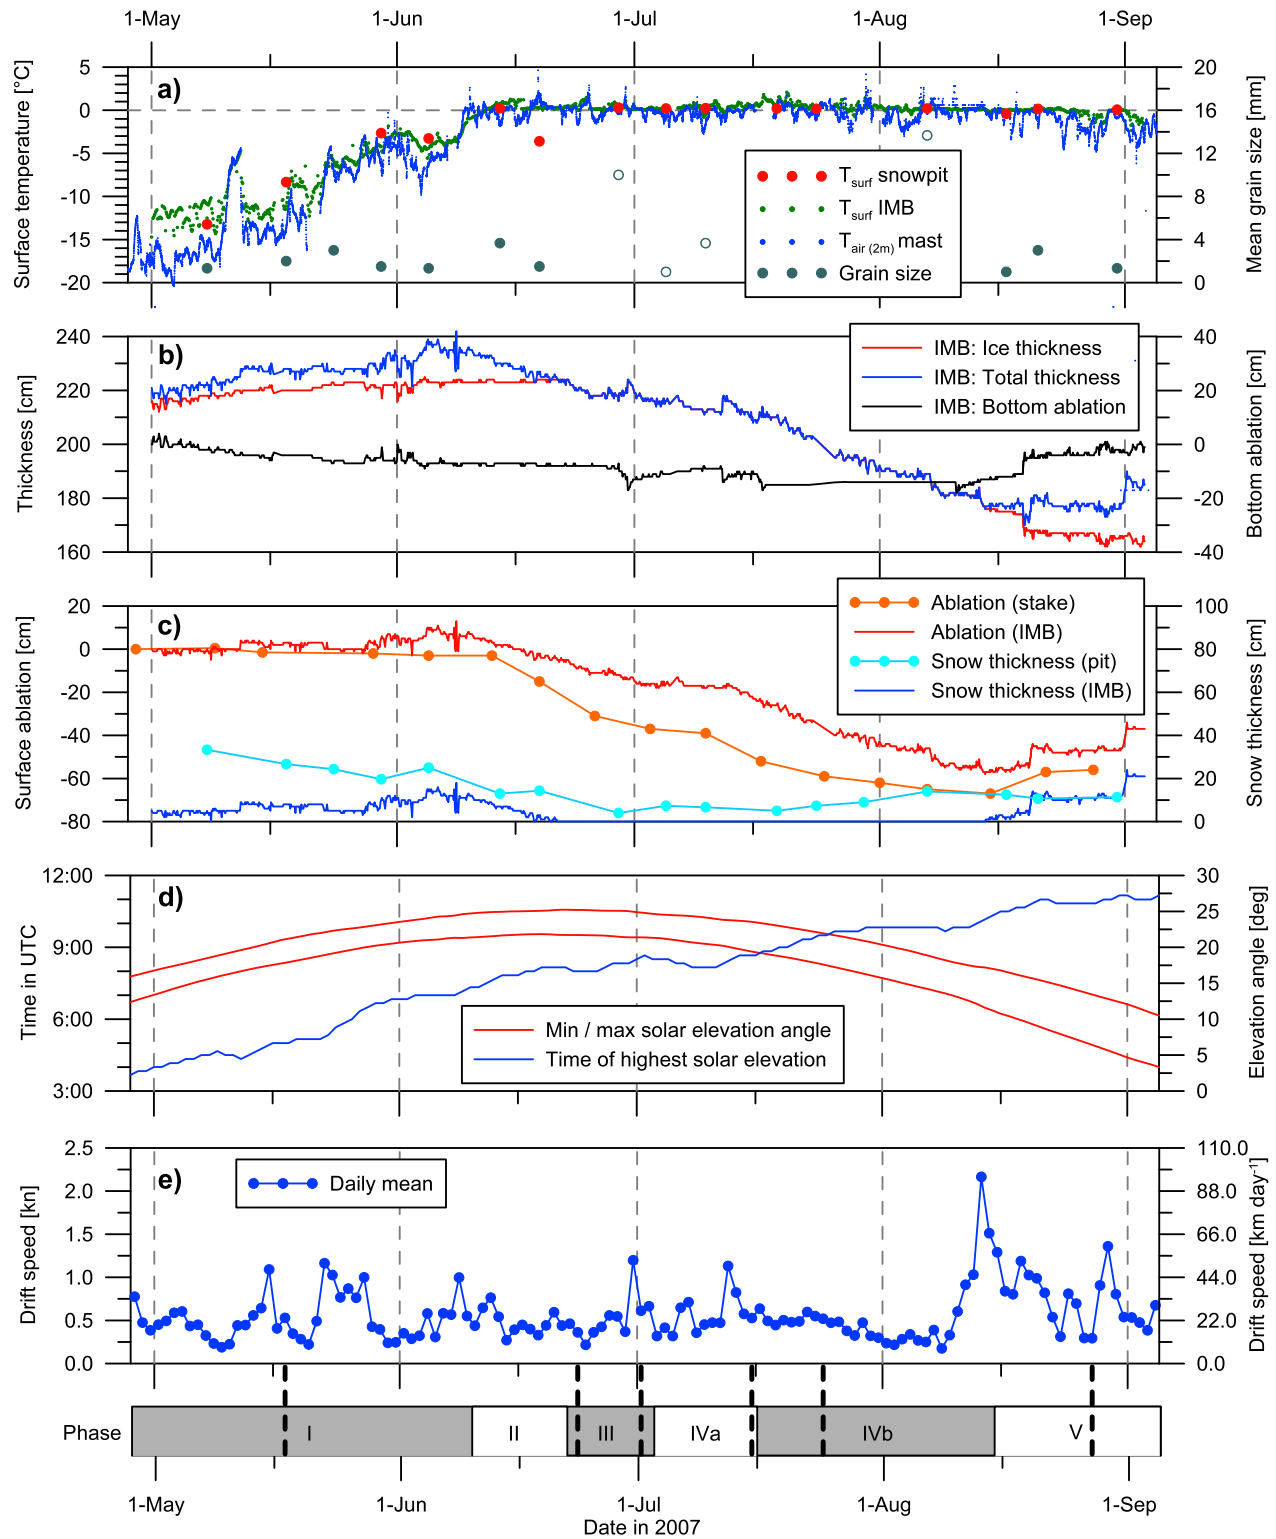 1-May 1-Jun 1-Jul 1-Aug 1-Sep
a)
Surface temperature [°C]
5
0
-5
-10
-15
-20
Mean grain size [mm]
20
16
12
8
4
0
Tsurf snowpit
Tsurf IMB
Tair (2m) mast
Grain size
b)
Thickness [cm]
240
220
200
180
160
Bottom ablation [cm]
40
20
0
-20
-40
IMB: Ice thickness
IMB: Total thickness
IMB: Bottom ablation
c)
Surface ablation [cm]
20
0
-20
-40
-60
-80
Snow thickness [cm]
100
80
60
40
20
0
Ablation (stake)
Ablation (IMB)
Snow thickness (pit)
Snow thickness (IMB)
d)
Time in UTC
12:00
9:00
6:00
3:00
Elevation angle [deg]
30
25
20
15
10
5
0
Min / max solar elevation angle
Time of highest solar elevation
e)
Drift speed [kn]
2.5
2.0
1.5
1.0
0.5
0.0
Drift speed [km day-1]
110.0
88.0
66.0
44.0
22.0
0.0
Daily mean
Phase I II III IVa IVb V
1-May 1-Jun 1-Jul 1-Aug 1-Sep
Date in 2007